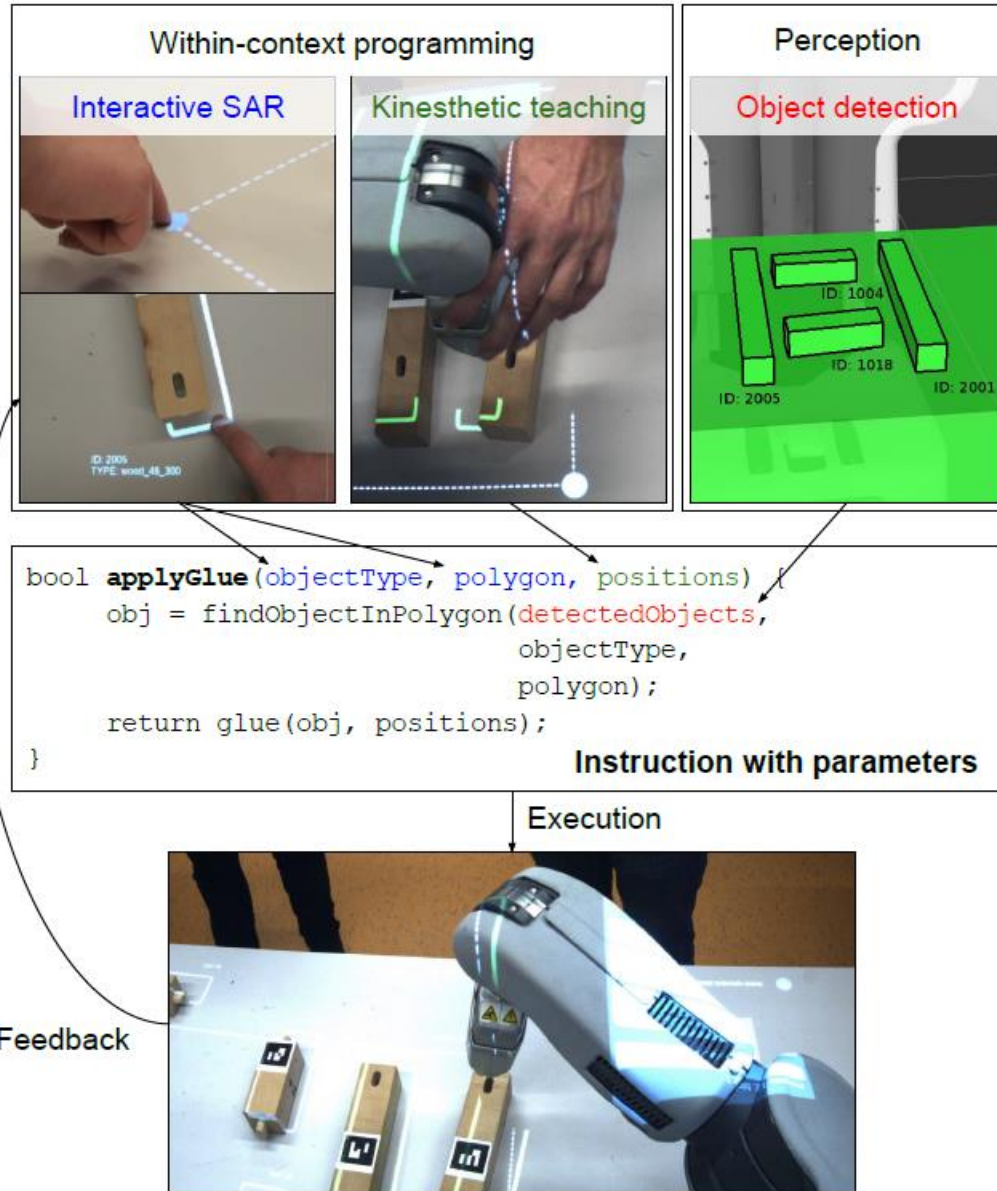 Within-context programming
Perception
Interactive SAR
Kinesthetic teaching
Object detection
ID: 2005
TYPE: wood_46_300
ID: 1004
ID: 1018
ID: 2001
ID: 2005
bool applyGlue(objectType, polygon, positions) {
obj = findObjectInPolygon(detectedObjects,
objectType,
polygon);
return glue(obj, positions);
}
Instruction with parameters
Execution
Feedback